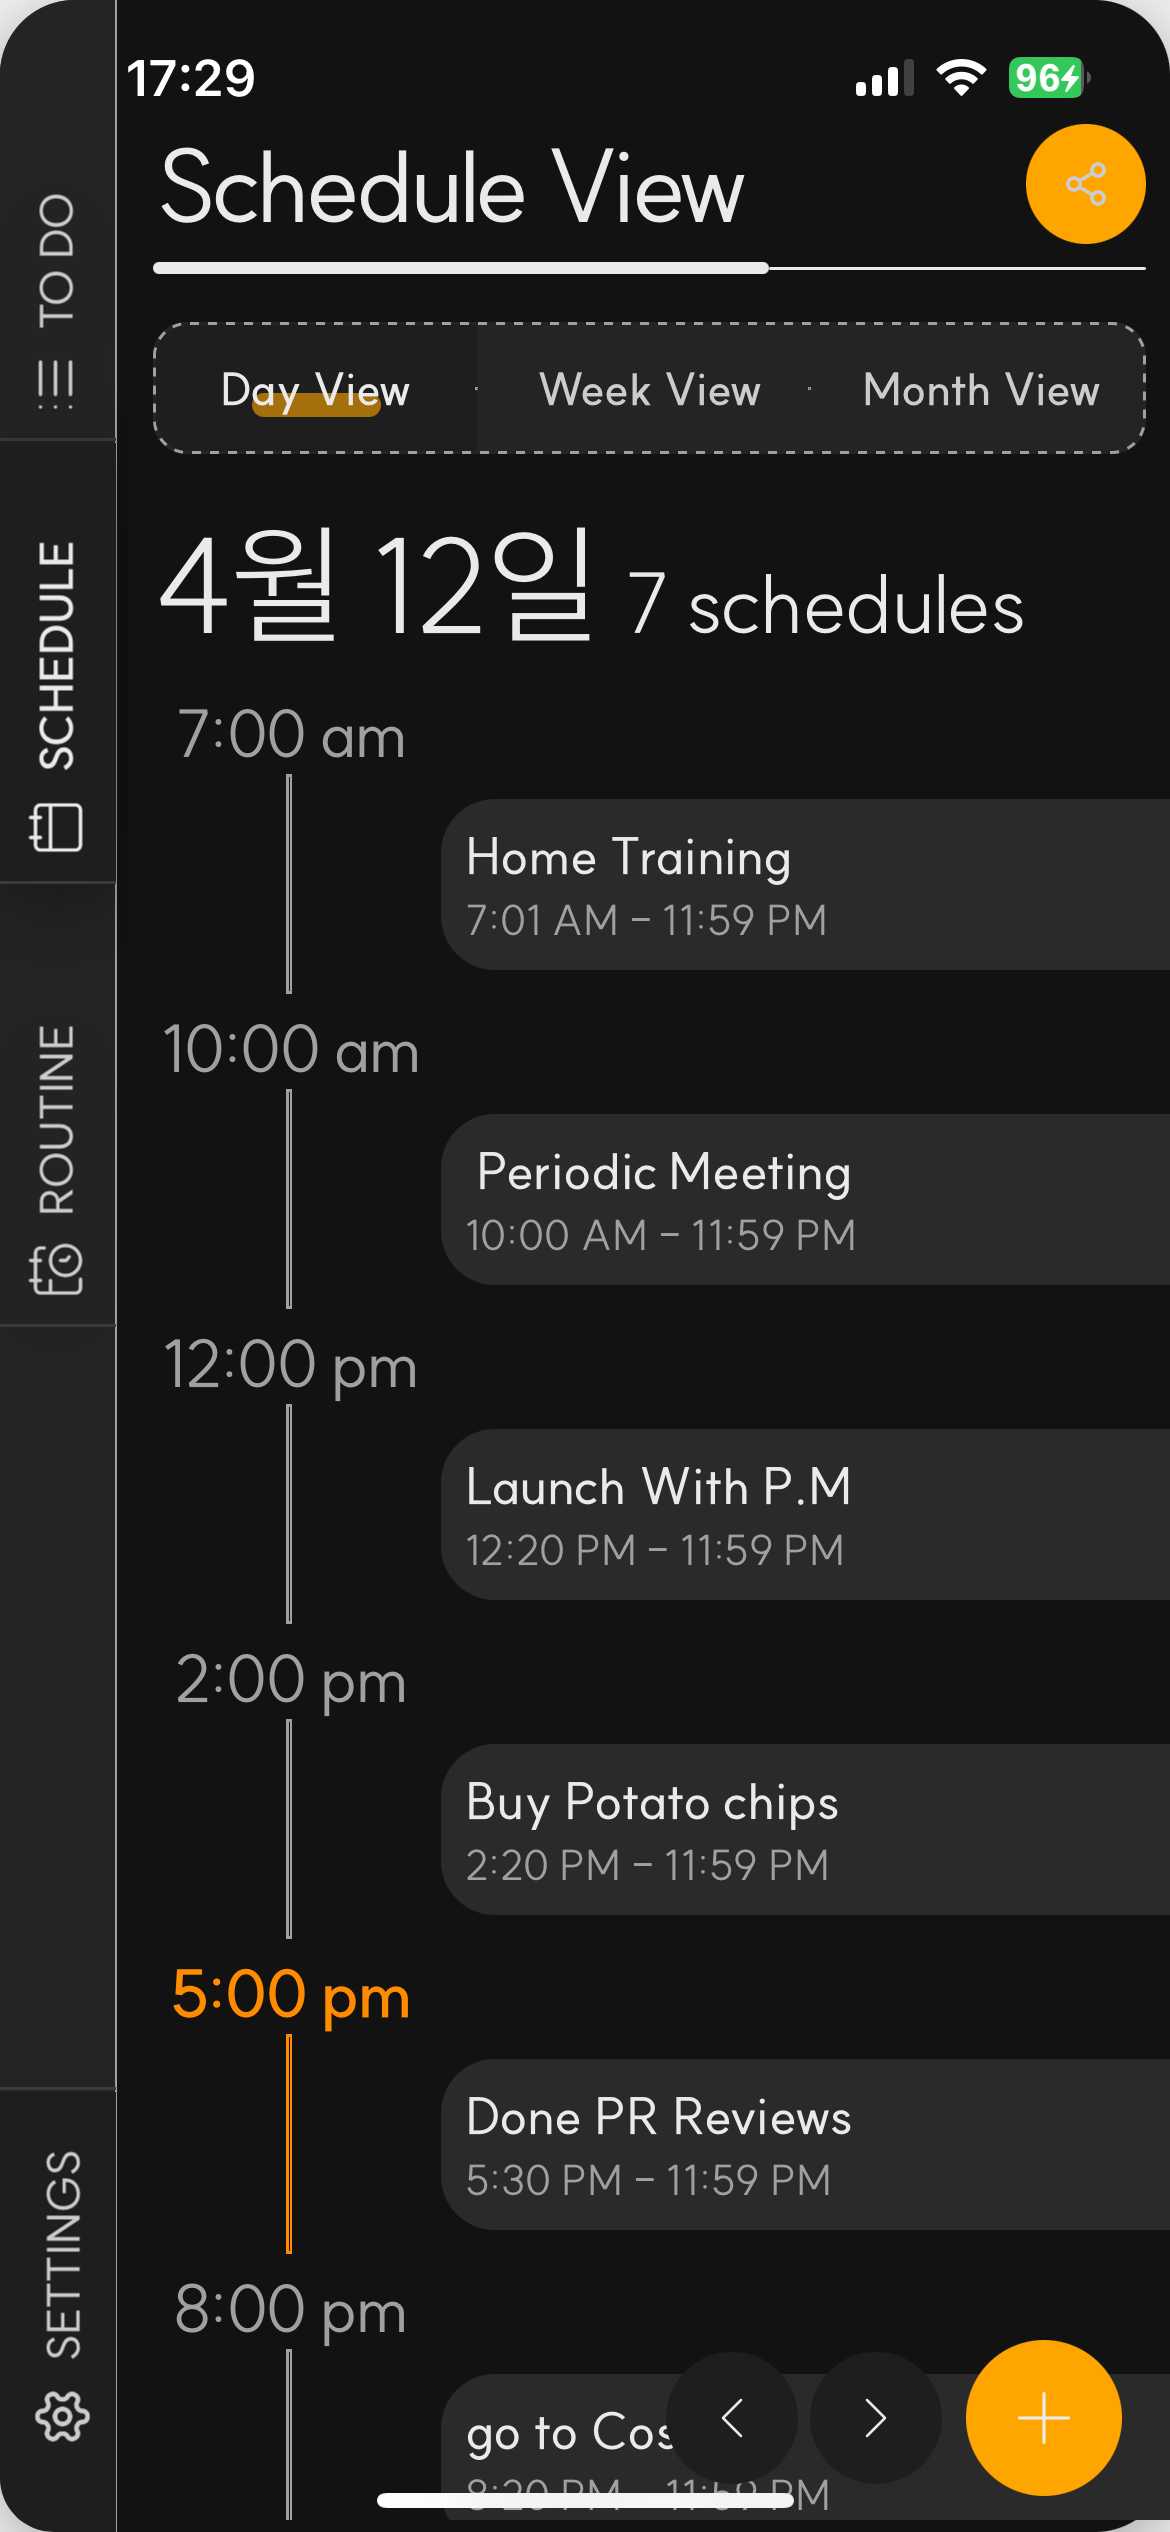 17:29
96
Schedule View
Day View
Week View
Month View
4월 12일 7 schedules
TO DO
SCHEDULE
ROUTINE
SETTINGS
7:00 am
Home Training
7:01 AM – 11:59 PM
10:00 am
Periodic Meeting
10:00 AM – 11:59 PM
12:00 pm
Launch With P.M
12:20 PM – 11:59 PM
2:00 pm
Buy Potato chips
2:20 PM – 11:59 PM
5:00 pm
Done PR Reviews
5:30 PM – 11:59 PM
8:00 pm
go to
8:20 PM – 11:59 PM